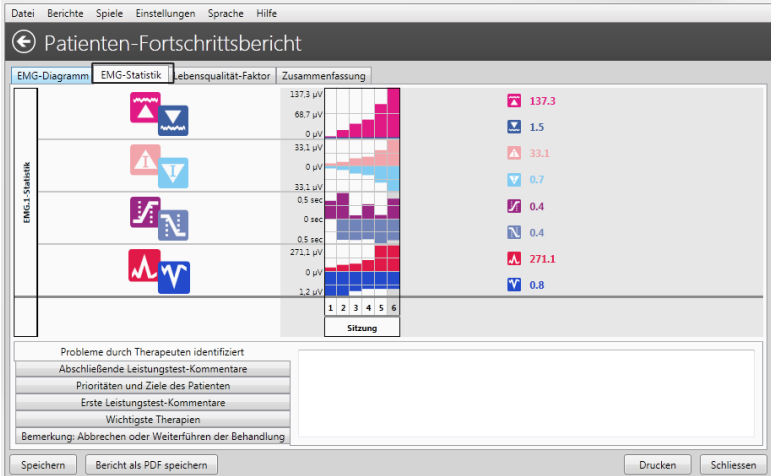 Datei Berichte Spiele Einstellungen Sprache Hilfe
Patienten-Fortschrittsbericht
EMG-Diagramm EMG-Statistik Lebensqualität-Faktor Zusammenfassung
EMG.1-Statistik
137,3 µV
68,7 µV
0 µV
33,1 µV
0 µV
33,1 µV
0,5 sec
0 sec
0,5 sec
271,1 µV
0 µV
1,2 µV
1 2 3 4 5 6
Sitzung
137.3
1.5
33.1
0.7
0.4
0.4
271.1
0.8
Probleme durch Therapeuten identifiziert
Abschließende Leistungstest-Kommentare
Prioritäten und Ziele des Patienten
Erste Leistungstest-Kommentare
Wichtigste Therapien
Bemerkung: Abbrechen oder Weiterführen der Behandlung
Speichern Bericht als PDF speichern Drucken Schliessen